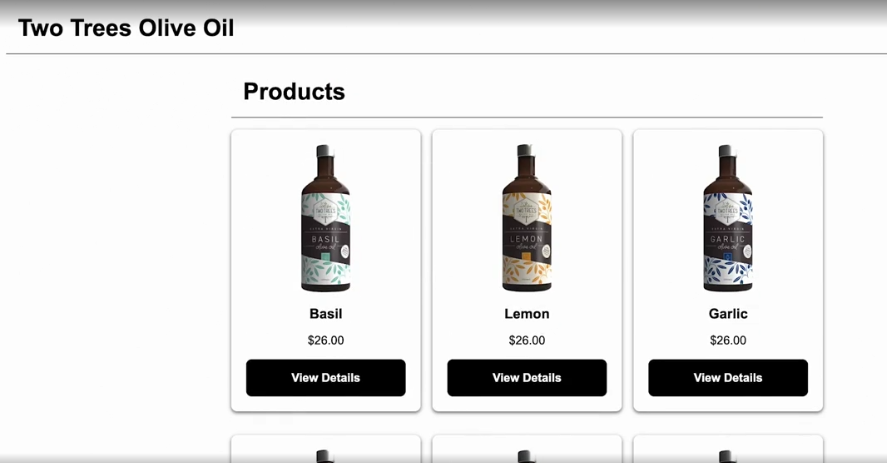 Two Trees Olive Oil
Products
BASIL
LEMON
GARLIC
Basil
Lemon
Garlic
$26.00
$26.00
$26.00
View Details
View Details
View Details